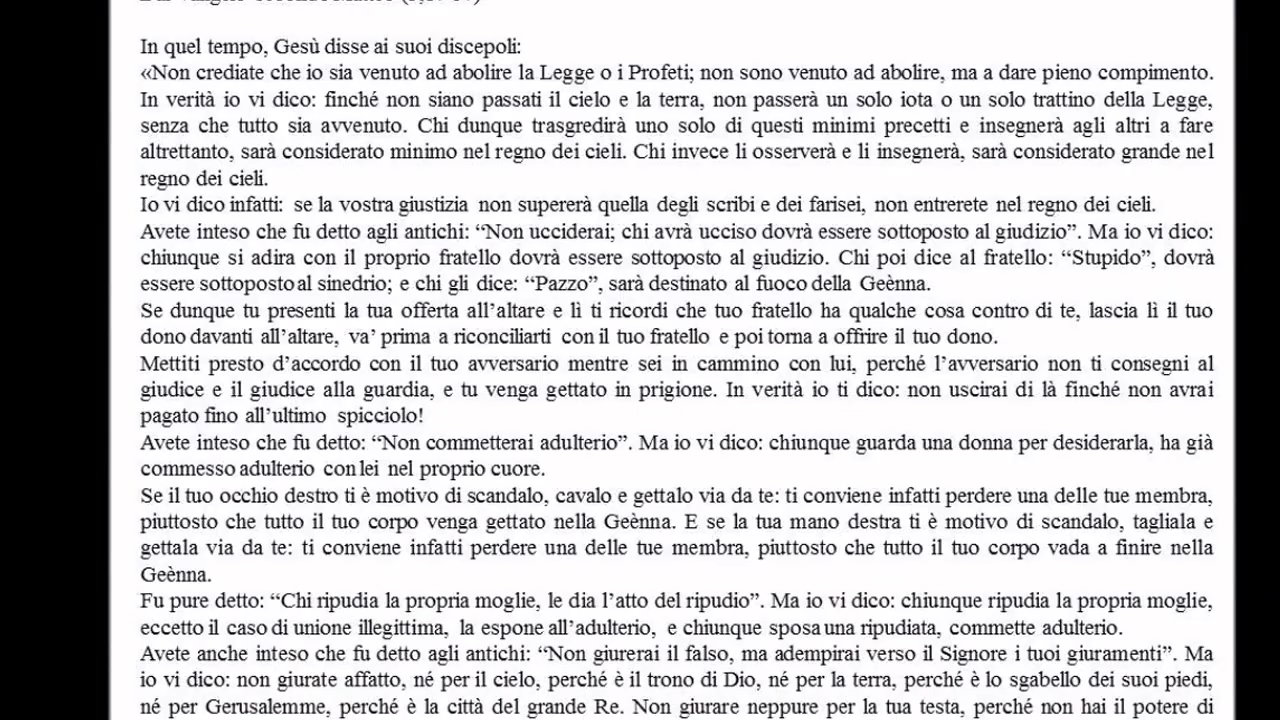 In quel tempo, Gesù disse ai suoi discepoli:
«Non crediate che io sia venuto ad abolire la Legge o i Profeti; non sono venuto ad abolire, ma a dare pieno compimento.
In verità io vi dico: finché non siano passati il cielo e la terra, non passerà un solo iota o un solo trattino della Legge,
senza che tutto sia avvenuto. Chi dunque trasgredirà uno solo di questi minimi precetti e insegnerà agli altri a fare
altrettanto, sarà considerato minimo nel regno dei cieli. Chi invece li osserverà e li insegnerà, sarà considerato grande nel
regno dei cieli.
Io vi dico infatti: se la vostra giustizia non supererà quella degli scribi e dei farisei, non entrerete nel regno dei cieli.
Avete inteso che fu detto agli antichi: “Non ucciderai; chi avrà ucciso dovrà essere sottoposto al giudizio”. Ma io vi dico:
chiunque si adira con il proprio fratello dovrà essere sottoposto al giudizio. Chi poi dice al fratello: “Stupido”, dovrà
essere sottoposto al sinedrio; e chi gli dice: “Pazzo”, sarà destinato al fuoco della Geènna.
Se dunque tu presenti la tua offerta all’altare e lì ti ricordi che tuo fratello ha qualche cosa contro di te, lascia lì il tuo
dono davanti all’altare, va’ prima a riconciliarti con il tuo fratello e poi torna a offrire il tuo dono.
Mettiti presto d’accordo con il tuo avversario mentre sei in cammino con lui, perché l’avversario non ti consegni al
giudice e il giudice alla guardia, e tu venga gettato in prigione. In verità io ti dico: non uscirai di là finché non avrai
pagato fino all’ultimo spicciolo!
Avete inteso che fu detto: “Non commetterai adulterio”. Ma io vi dico: chiunque guarda una donna per desiderarla, ha già
commesso adulterio con lei nel proprio cuore.
Se il tuo occhio destro ti è motivo di scandalo, cavalo e gettalo via da te: ti conviene infatti perdere una delle tue membra,
piuttosto che tutto il tuo corpo venga gettato nella Geènna. E se la tua mano destra ti è motivo di scandalo, tagliala e
gettala via da te: ti conviene infatti perdere una delle tue membra, piuttosto che tutto il tuo corpo vada a finire nella
Geènna.
Fu pure detto: “Chi ripudia la propria moglie, le dia l’atto del ripudio”. Ma io vi dico: chiunque ripudia la propria moglie,
eccetto il caso di unione illegittima, la espone all’adulterio, e chiunque sposa una ripudiata, commette adulterio.
Avete anche inteso che fu detto agli antichi: “Non giurerai il falso, ma adempirai verso il Signore i tuoi giuramenti”. Ma
io vi dico: non giurate affatto, né per il cielo, perché è il trono di Dio, né per la terra, perché è lo sgabello dei suoi piedi,
né per Gerusalemme, perché è la città del grande Re. Non giurare neppure per la tua testa, perché non hai il potere di